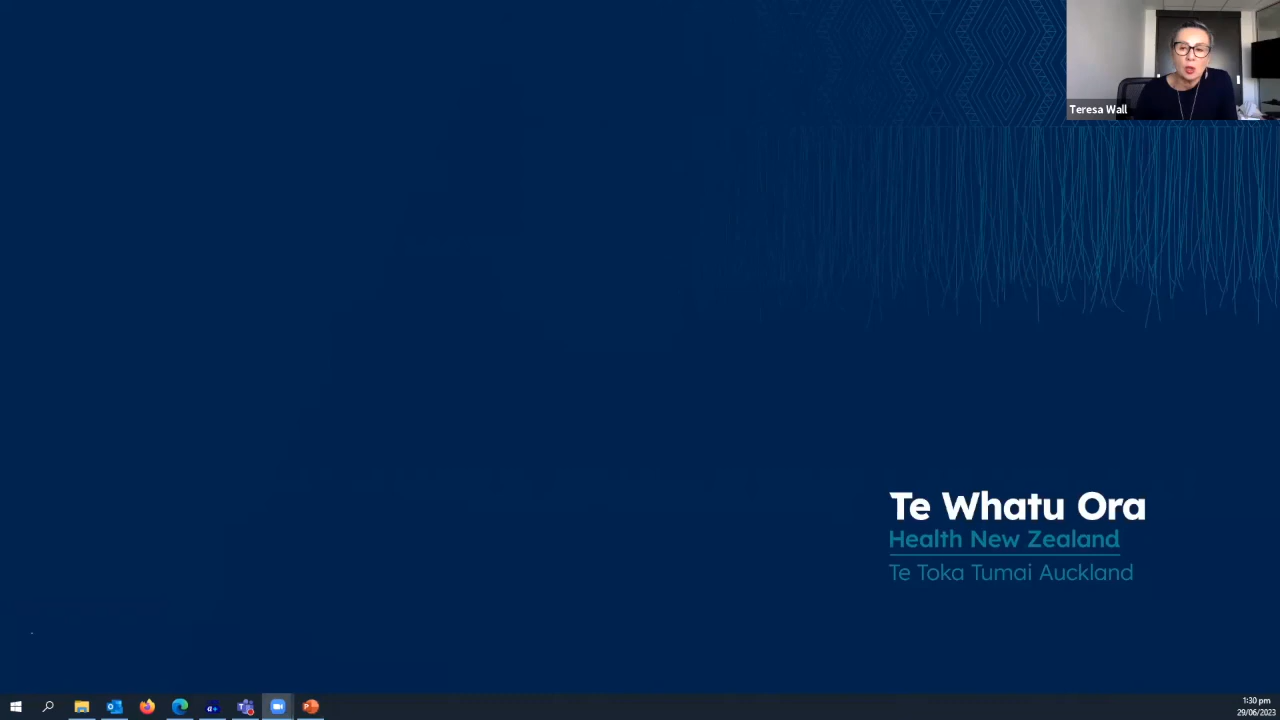 Teresa Wall
Te Whatu Ora
Health New Zealand
Te Toka Tumai Auckland
1:30 pm
29/06/2023